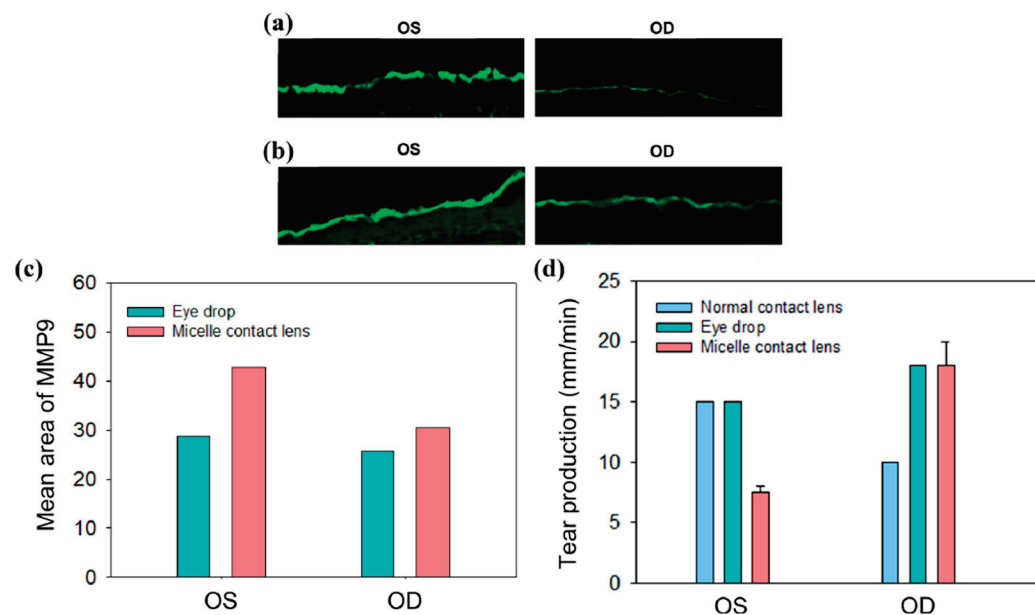 (a)
OS OD
(b)
OS OD
(c)
60
50
40
30
20
10
0
Mean area of MMP9
Eye drop
Micelle contact lens
OS OD
(d)
25
20
15
10
5
0
Tear production (mm/min)
Normal contact lens
Eye drop
Micelle contact lens
OS OD